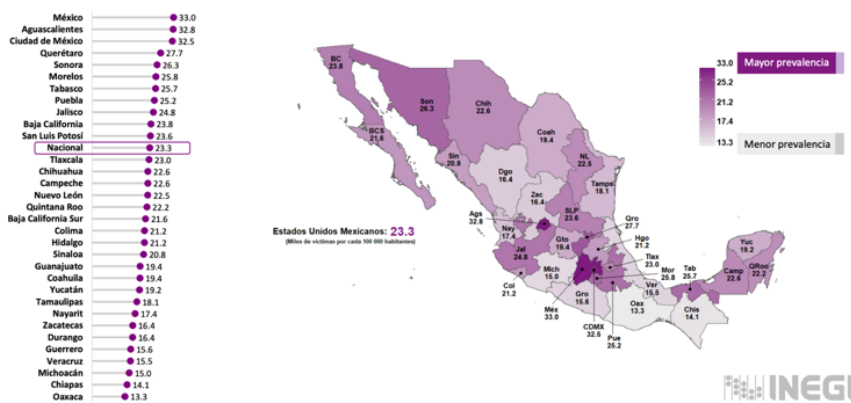 México 33.0
Aguascalientes 32.8
Ciudad de México 32.5
Querétaro 27.7
Sonora 26.3
Morelos 25.8
Tabasco 25.7
Puebla 25.2
Jalisco 24.8
Baja California 23.8
San Luis Potosí 23.6
Nacional 23.3
Tlaxcala 23.0
Chihuahua 22.6
Campeche 22.6
Nuevo León 22.5
Quintana Roo 22.2
Baja California Sur 21.6
Colima 21.2
Hidalgo 21.2
Sinaloa 20.8
Guanajuato 19.4
Coahuila 19.4
Yucatán 19.2
Tamaulipas 18.1
Nayarit 17.4
Zacatecas 16.4
Durango 16.4
Guerrero 15.6
Veracruz 15.5
Michoacán 15.0
Chiapas 14.1
Oaxaca 13.3
BC
23.8
Son
26.3
Chih
22.6
BCS
21.6
Coah
19.4
Sin
20.8
NL
22.5
Dgo
16.4
Tamps
18.1
Zac
16.4
SLP
23.6
Ags
32.8
Qro
27.7
Nay
17.4
Gto
19.4
Hgo
21.2
Jal
24.8
Tlax
23.0
Mich
15.0
Mor
25.8
Col
21.2
Gro
15.6
Ver
15.5
Méx
33.0
CDMX
32.5
Pue
25.2
Oax
13.3
Tab
25.7
Chis
14.1
Camp
22.6
Yuc
19.2
QRoo
22.2
Estados Unidos Mexicanos: 23.3
(Miles de víctimas por cada 100 000 habitantes)
33.0
25.2
21.2
17.4
13.3
Mayor prevalencia
Menor prevalencia
INEGI